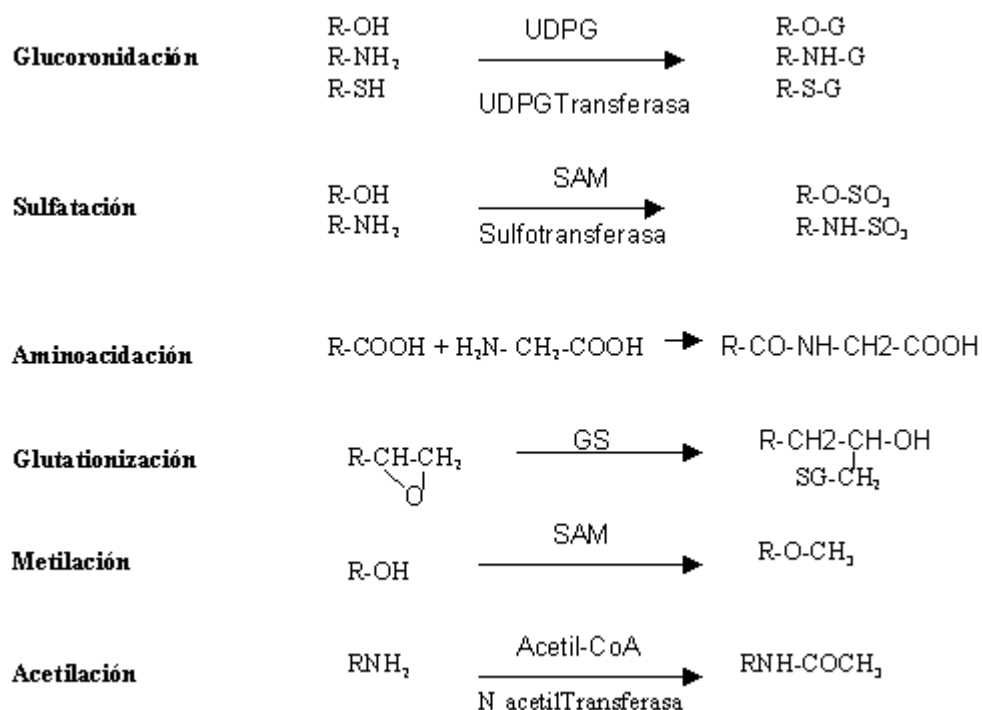 Glucoronidación
R-OH
R-NH₂
R-SH
UDPG
UDPGTransferasa
R-O-G
R-NH-G
R-S-G
Sulfatación
R-OH
R-NH₂
SAM
Sulfotransferasa
R-O-SO₃
R-NH-SO₃
Aminoacidación
R-COOH + H₂N- CH₂-COOH
R-CO-NH-CH2-COOH
Glutationización
R-CH-CH₂
O
GS
R-CH2-CH-OH
SG-CH₂
Metilación
R-OH
SAM
R-O-CH₃
Acetilación
RNH₂
Acetil-CoA
N acetilTransferasa
RNH-COCH₃